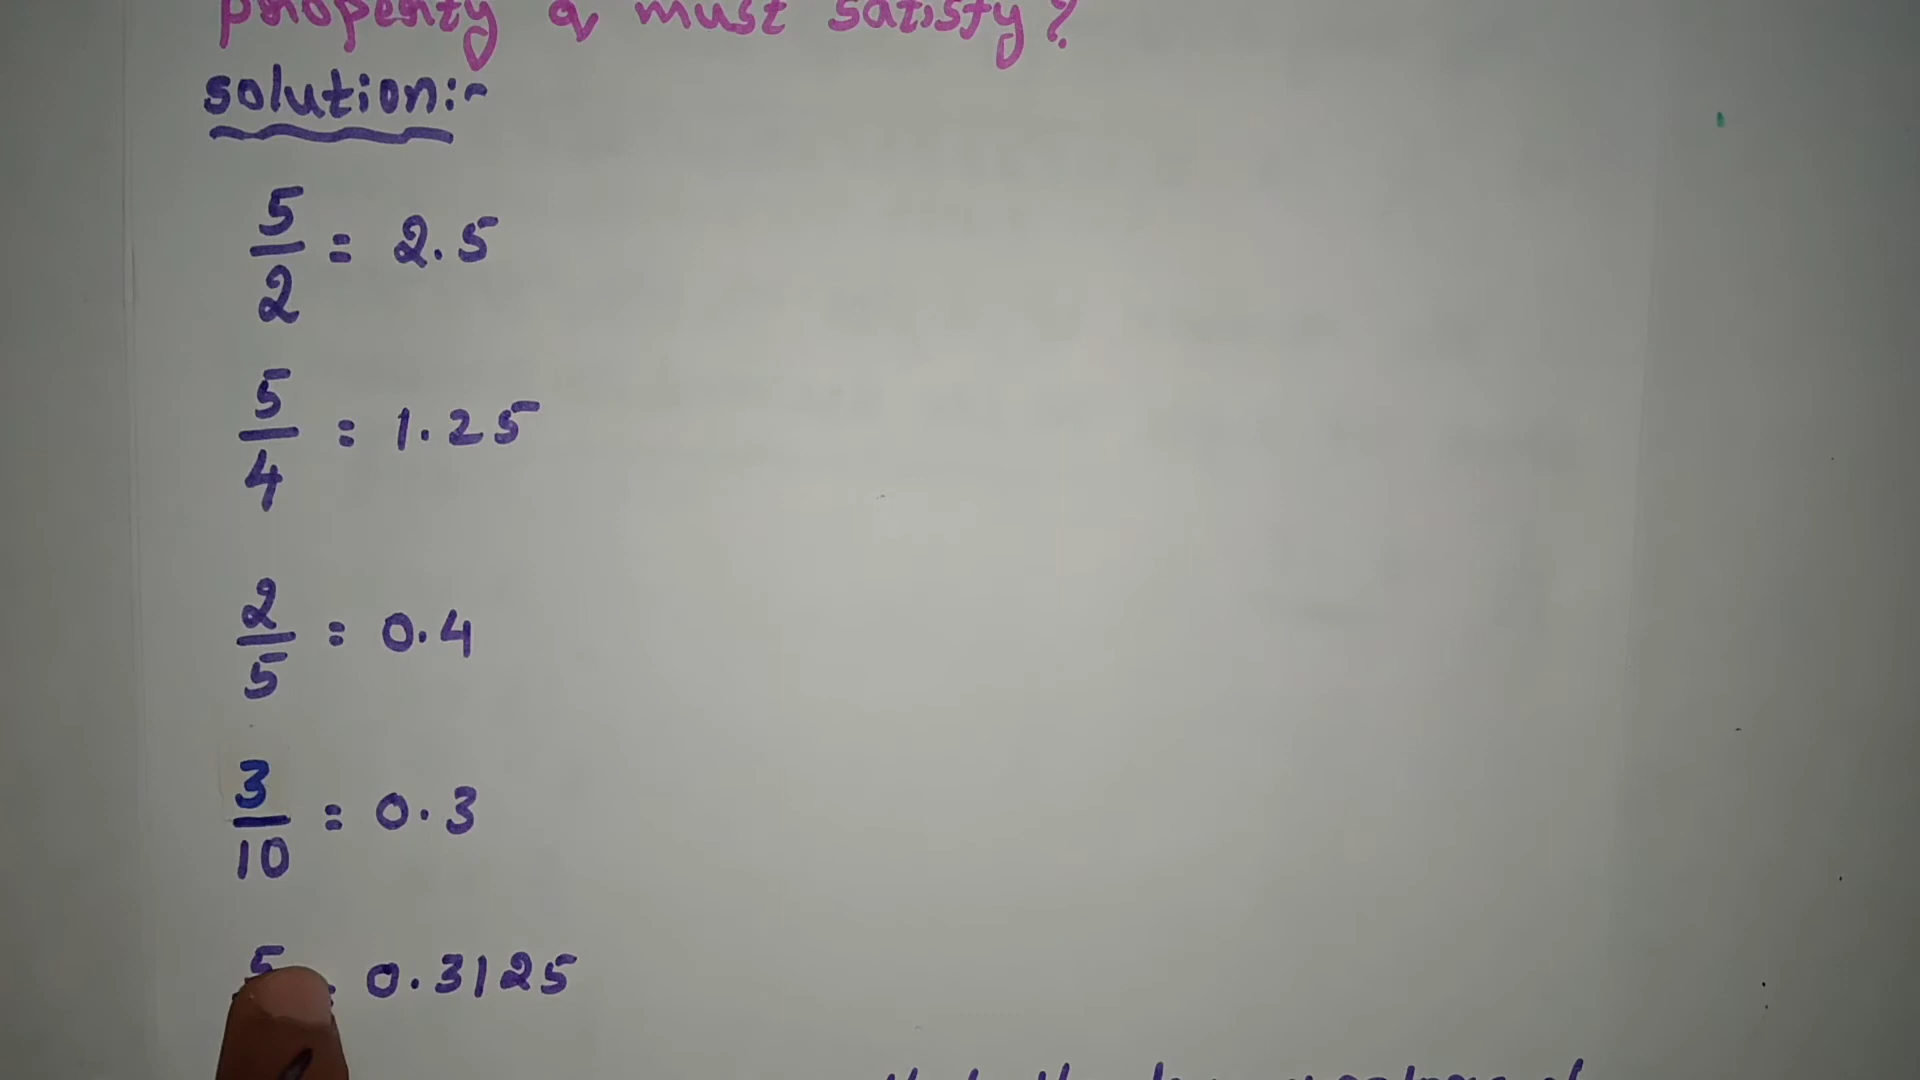 property q must satisfy?
solution:-
5/2 = 2.5
5/4 = 1.25
2/5 = 0.4
3/10 = 0.3
5 = 0.3125